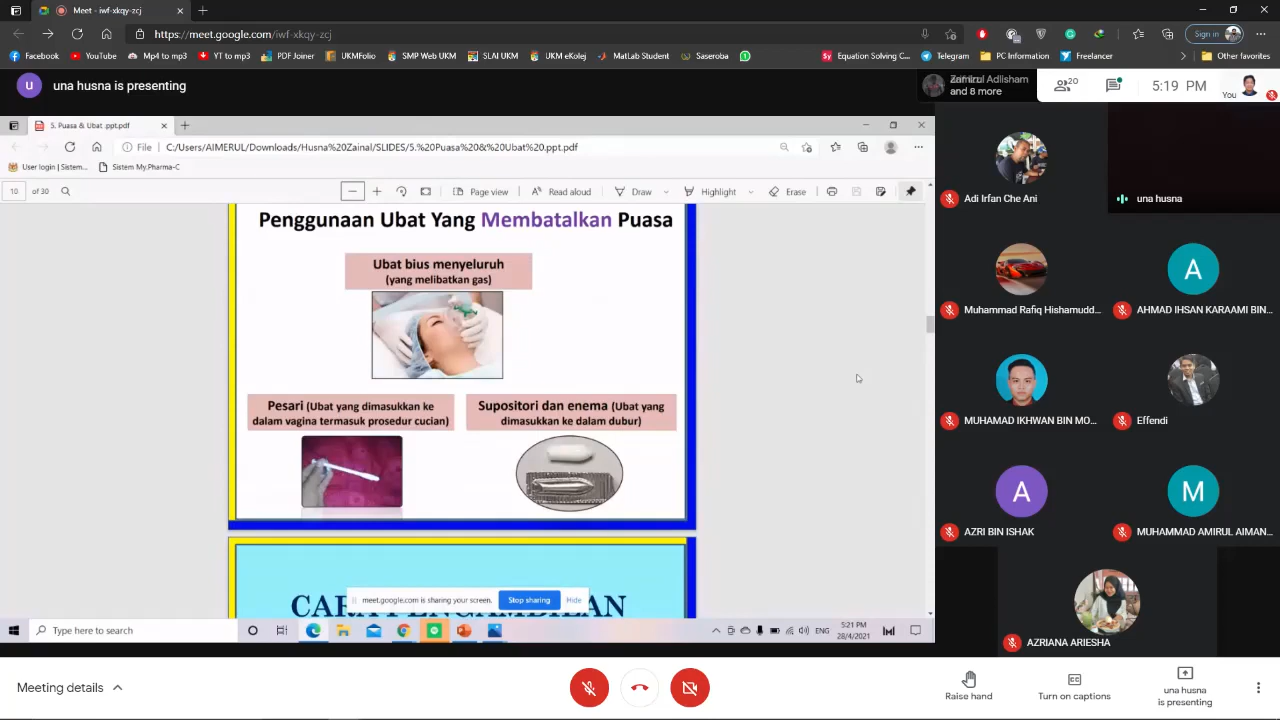 Meet - iwf-xkqy-zcj
https://meet.google.com/iwf-xkqy-zcj
Sign in
Facebook YouTube Mp4 to mp3 YT to mp3 PDF Joiner UKMFolio SMP Web UKM SLAI UKM UKM eKolej MatLab Student Saseroba Equation Solving C... Telegram PC Information Freelancer Other favorites
una husna is presenting
Adlisham
and 8 more
20
5:19 PM
You
5. Puasa & Ubat .ppt.pdf
File C:/Users/AIMERUL/Downloads/Husna%20Zainal/SLIDES/5.%20Puasa%20&%20Ubat%20.ppt.pdf
User login | Sistem... Sistem My.Pharma-C
10 of 30 Page view Read aloud Draw Highlight Erase
Penggunaan Ubat Yang Membatalkan Puasa
Ubat bius menyeluruh
(yang melibatkan gas)
Pesari (Ubat yang dimasukkan ke
dalam vagina termasuk prosedur cucian)
Supositori dan enema (Ubat yang
dimasukkan ke dalam dubur)
meet.google.com is sharing your screen. Stop sharing Hide
Type here to search
ENG
5:21 PM
28/4/2021
Adi Irfan Che Ani
una husna
Muhammad Rafiq Hishamudd...
A
AHMAD IHSAN KARAAMI BIN...
MUHAMAD IKHWAN BIN MO...
Effendi
A
AZRI BIN ISHAK
M
MUHAMMAD AMIRUL AIMAN...
AZRIANA ARIESHA
Meeting details
Raise hand
Turn on captions
una husna
is presenting